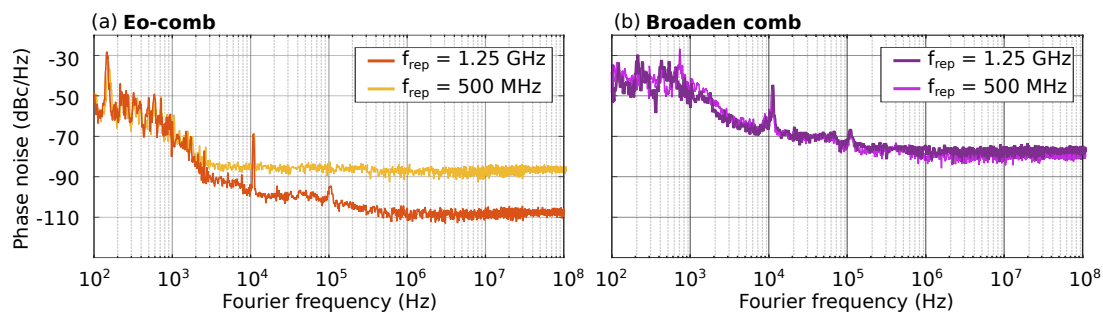 (a) Eo-comb
Phase noise (dBc/Hz)
-30
-50
-70
-90
-110
f_rep = 1.25 GHz
f_rep = 500 MHz
10^2 10^3 10^4 10^5 10^6 10^7 10^8
Fourier frequency (Hz)
(b) Broaden comb
f_rep = 1.25 GHz
f_rep = 500 MHz
10^2 10^3 10^4 10^5 10^6 10^7 10^8
Fourier frequency (Hz)